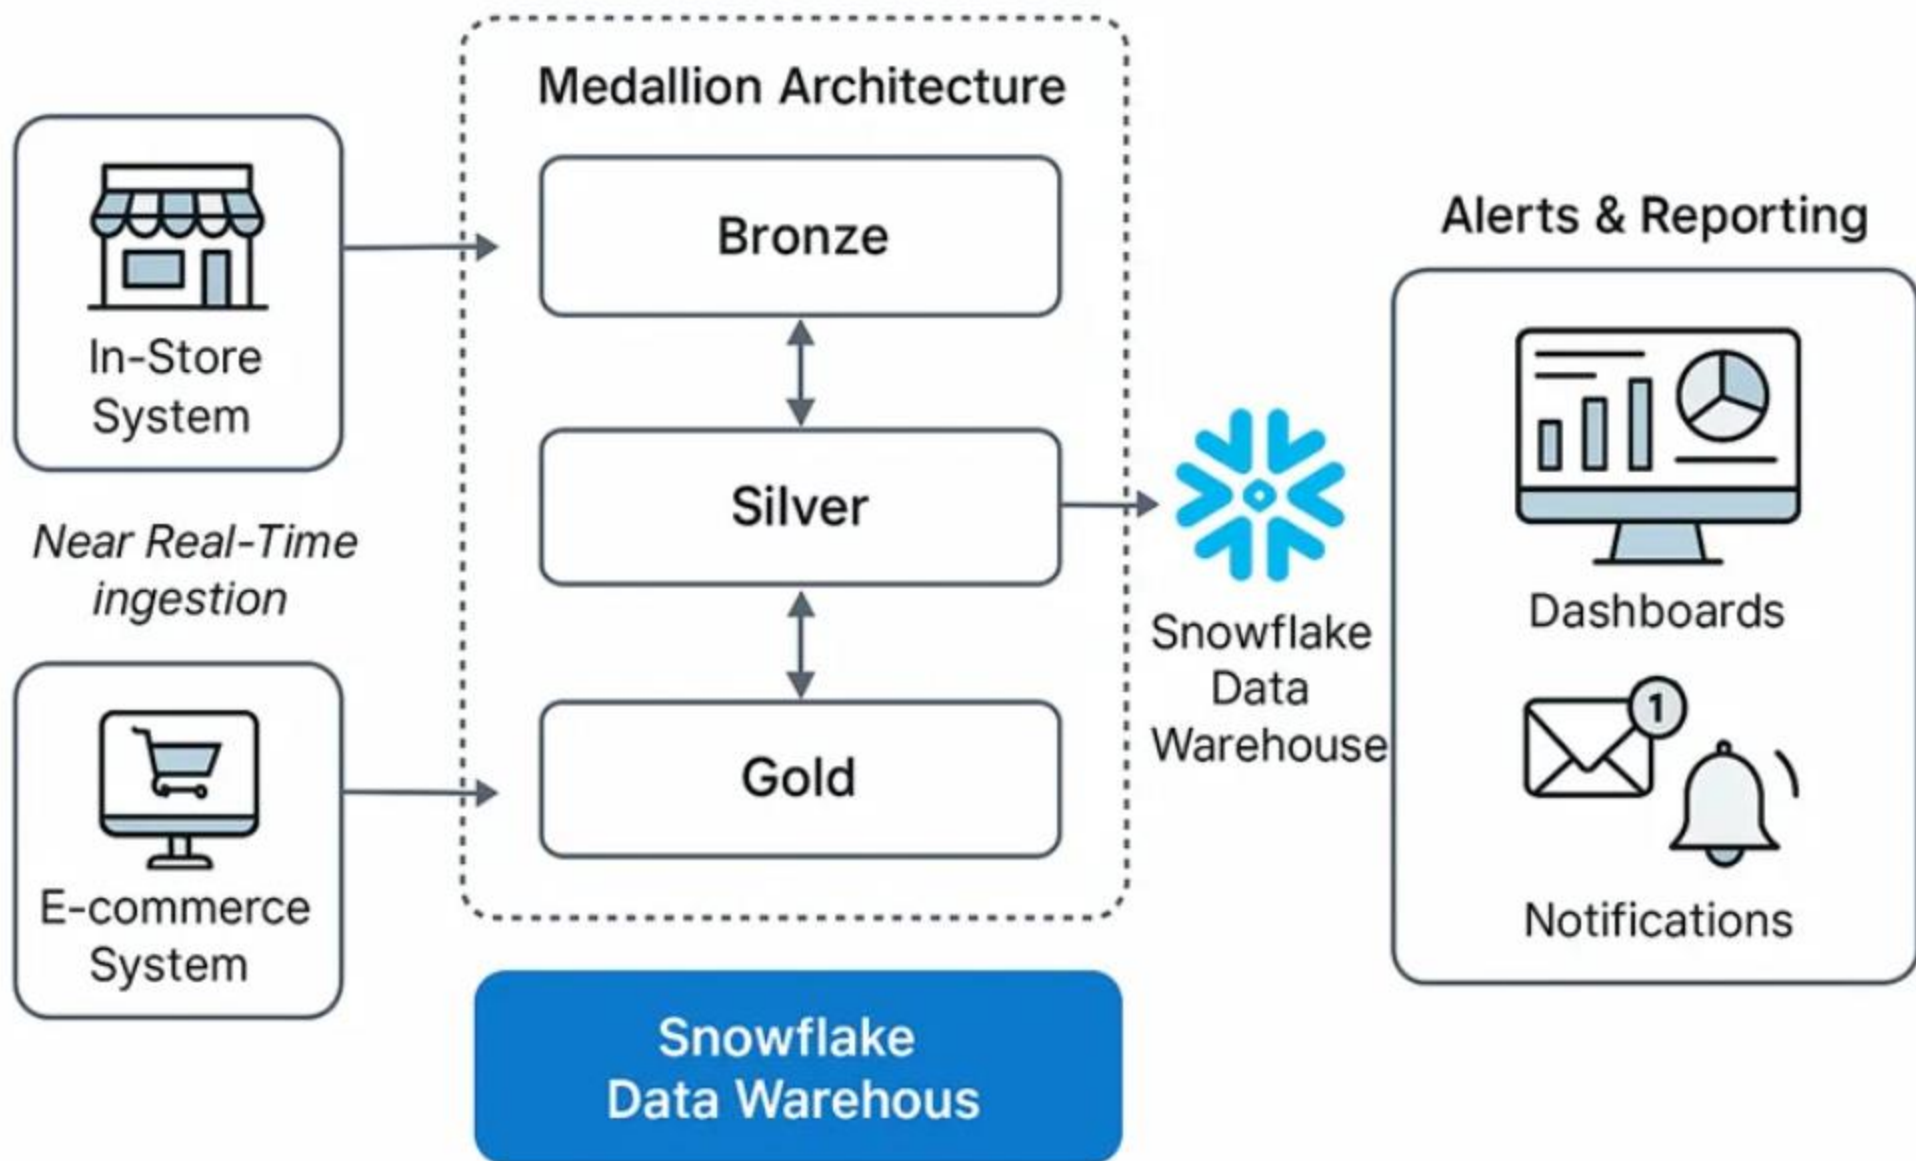 Medallion Architecture
In-Store
System
Near Real-Time
ingestion
E-commerce
System
Bronze
Silver
Gold
Snowflake
Data Warehous
Snowflake
Data
Warehouse
Alerts & Reporting
Dashboards
1
Notifications